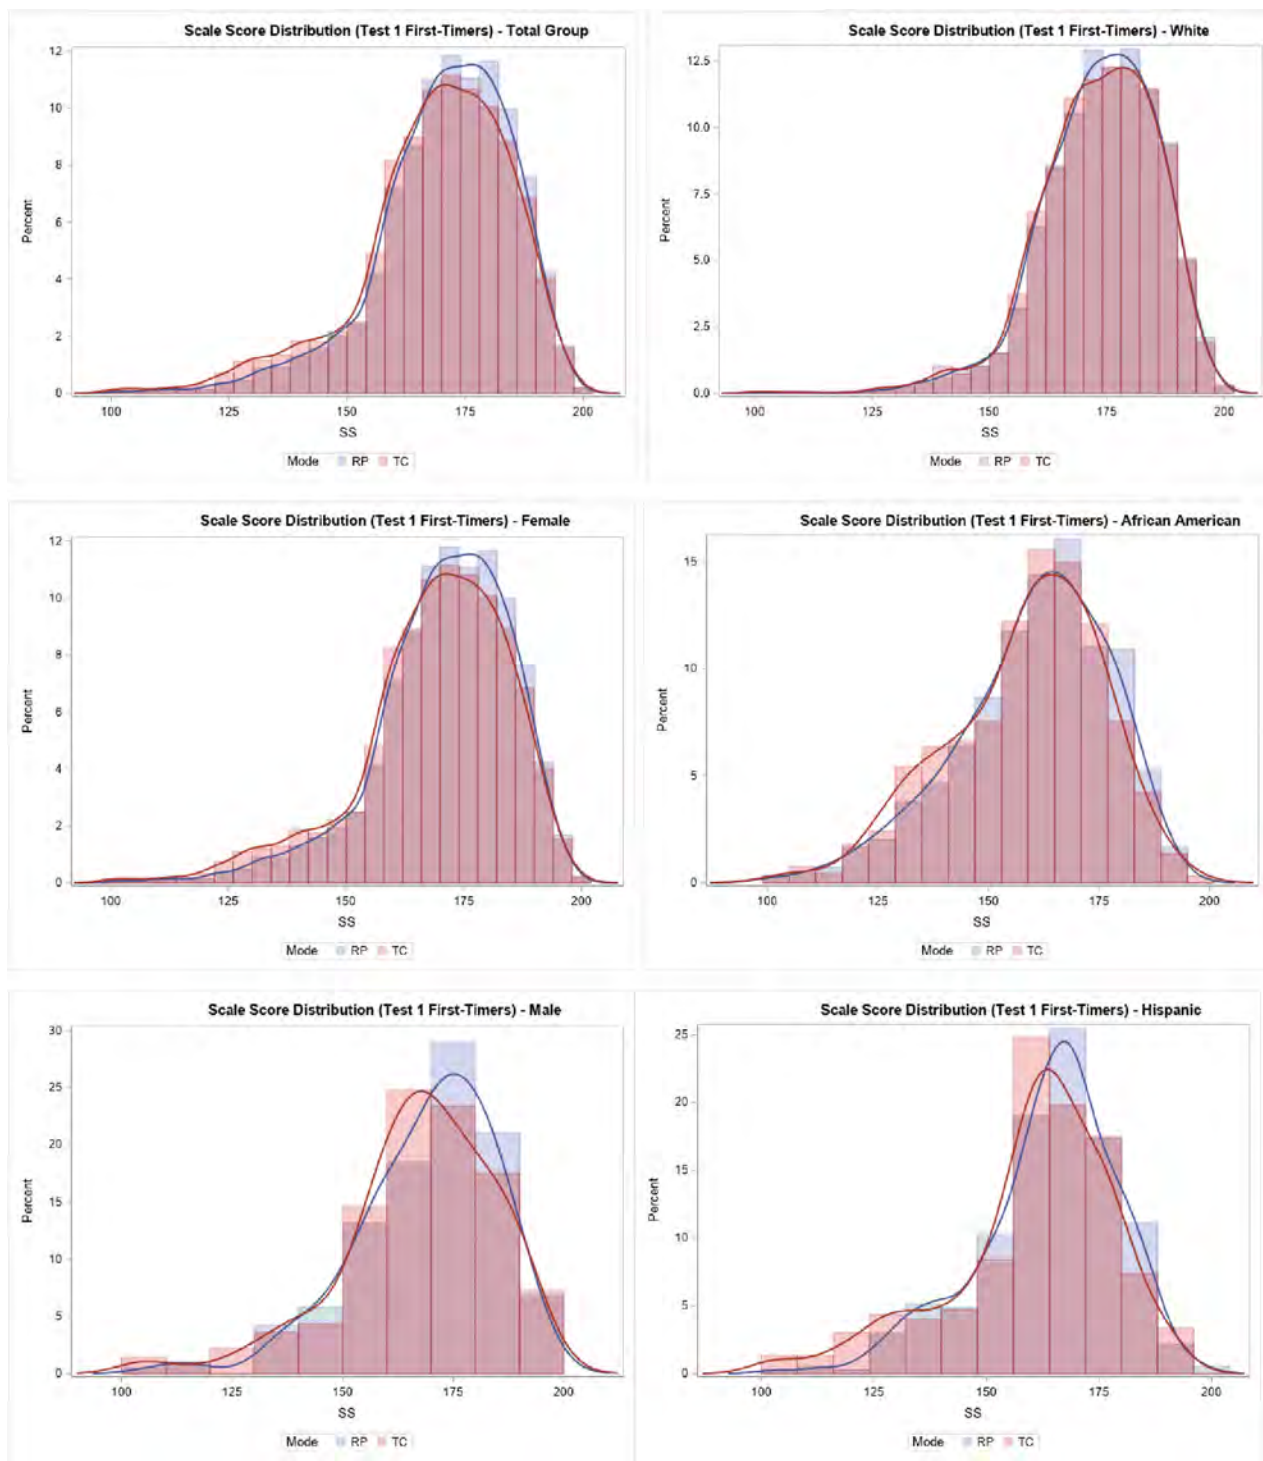 Scale Score Distribution (Test 1 First-Timers) - Total Group
12
10
8
6
4
2
0
Percent
100 125 150 175 200
SS
Mode RP TC
Scale Score Distribution (Test 1 First-Timers) - White
12.5
10.0
7.5
5.0
2.5
0.0
Percent
100 125 150 175 200
SS
Mode RP TC
Scale Score Distribution (Test 1 First-Timers) - Female
12
10
8
6
4
2
0
Percent
100 125 150 175 200
SS
Mode RP TC
Scale Score Distribution (Test 1 First-Timers) - African American
15
10
5
0
Percent
100 125 150 175 200
SS
Mode RP TC
Scale Score Distribution (Test 1 First-Timers) - Male
30
25
20
15
10
5
0
Percent
100 125 150 175 200
SS
Mode RP TC
Scale Score Distribution (Test 1 First-Timers) - Hispanic
25
20
15
10
5
0
Percent
100 125 150 175 200
SS
Mode RP TC